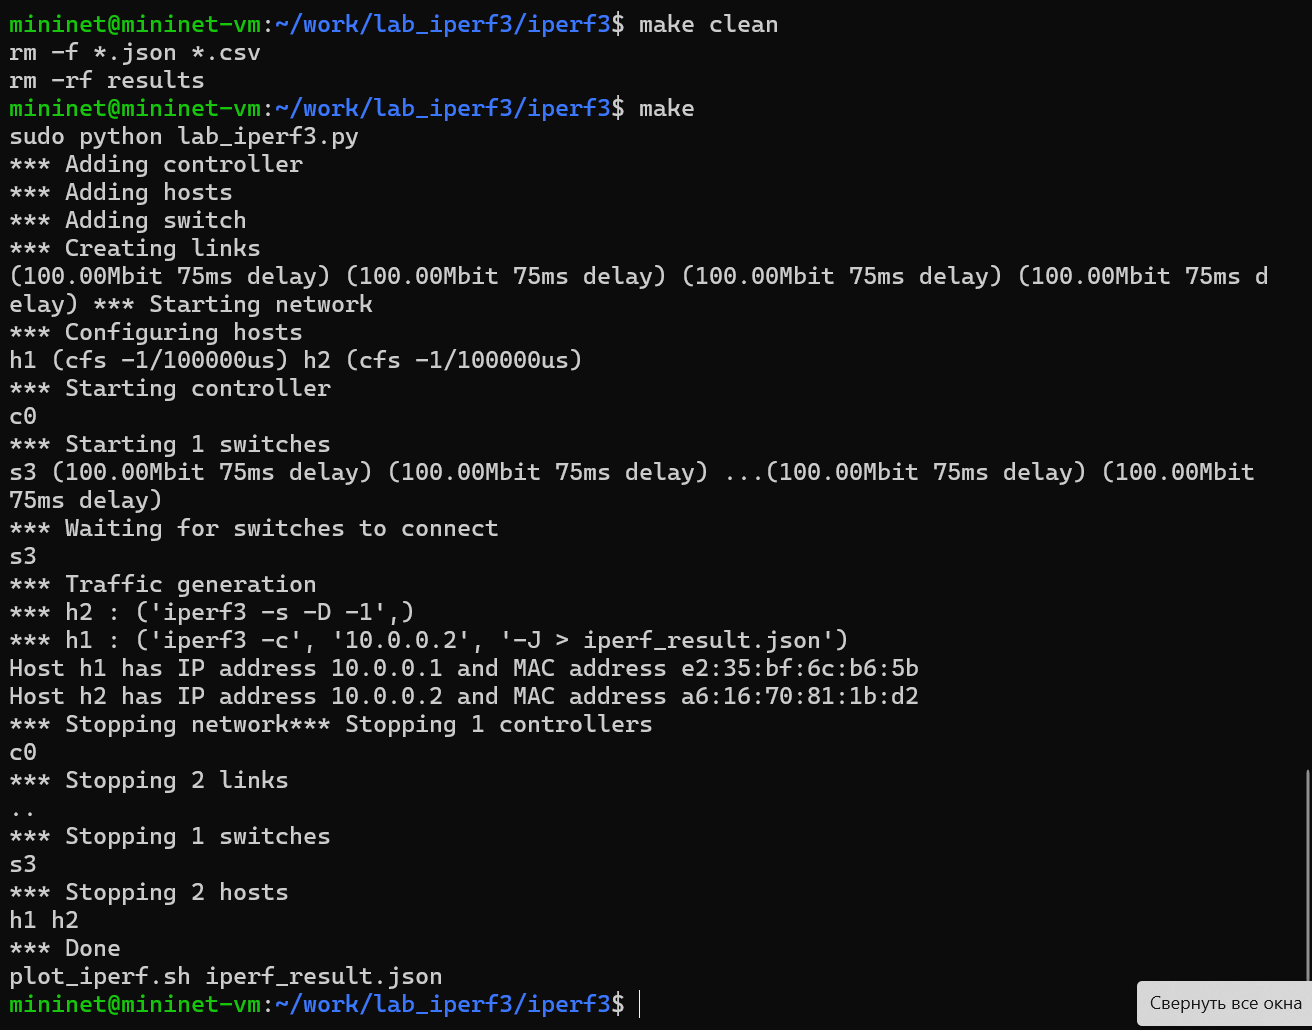 mininet@mininet-vm:~/work/lab_iperf3/iperf3$ make clean
rm -f *.json *.csv
rm -rf results
mininet@mininet-vm:~/work/lab_iperf3/iperf3$ make
sudo python lab_iperf3.py
*** Adding controller
*** Adding hosts
*** Adding switch
*** Creating links
(100.00Mbit 75ms delay) (100.00Mbit 75ms delay) (100.00Mbit 75ms delay) (100.00Mbit 75ms d
elay) *** Starting network
*** Configuring hosts
h1 (cfs -1/100000us) h2 (cfs -1/100000us)
*** Starting controller
c0
*** Starting 1 switches
s3 (100.00Mbit 75ms delay) (100.00Mbit 75ms delay) ...(100.00Mbit 75ms delay) (100.00Mbit
75ms delay)
*** Waiting for switches to connect
s3
*** Traffic generation
*** h2 : ('iperf3 -s -D -1',)
*** h1 : ('iperf3 -c', '10.0.0.2', '-J > iperf_result.json')
Host h1 has IP address 10.0.0.1 and MAC address e2:35:bf:6c:b6:5b
Host h2 has IP address 10.0.0.2 and MAC address a6:16:70:81:1b:d2
*** Stopping network*** Stopping 1 controllers
c0
*** Stopping 2 links
..
*** Stopping 1 switches
s3
*** Stopping 2 hosts
h1 h2
*** Done
plot_iperf.sh iperf_result.json
mininet@mininet-vm:~/work/lab_iperf3/iperf3$
Свернуть все окна